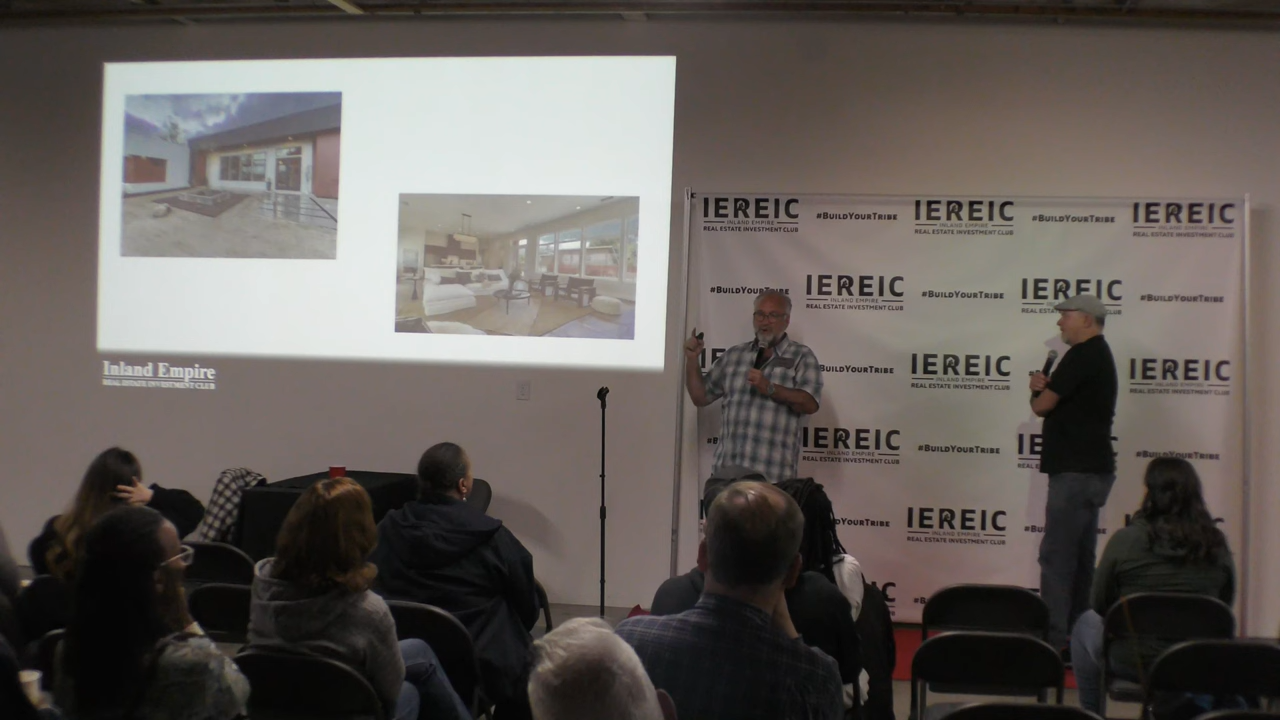 Inland Empire
REAL ESTATE INVESTMENT CLUB
IEREIC
INLAND EMPIRE
REAL ESTATE INVESTMENT CLUB
#BUILDYOURTRIBE
IEREIC
INLAND EMPIRE
REAL ESTATE INVESTMENT CLUB
#BUILDYOURTRIBE
IEREIC
INLAND EMPIRE
REAL ESTATE INVESTMENT CLUB
#BUILDYOURTRIBE
IEREIC
INLAND EMPIRE
REAL ESTATE INVESTMENT CLUB
#BUILDYOURTRIBE
IEREIC
#BUILDYOURTRIBE
#BUILDYOURTRIBE
IEREIC
INLAND EMPIRE
REAL ESTATE INVESTMENT CLUB
IEREIC
INLAND EMPIRE
REAL ESTATE INVESTMENT CLUB
IEREIC
INLAND EMPIRE
REAL ESTATE INVESTMENT CLUB
#BUILDYOURTRIBE
#BUILDYOURTRIBE
IEREIC
INLAND EMPIRE
REAL ESTATE INVESTMENT CLUB